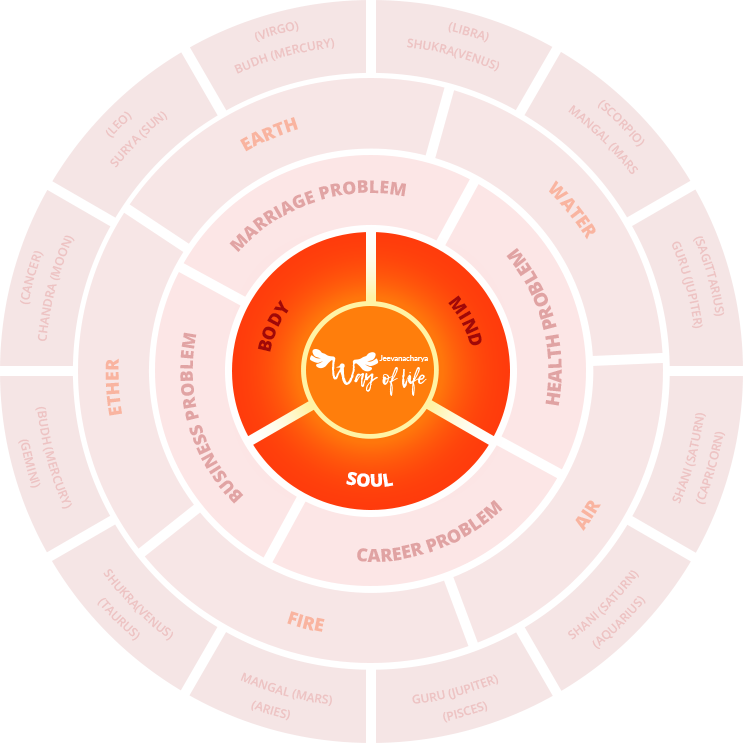 (VIRGO)
BUDH (MERCURY)
(LIBRA)
SHUKRA(VENUS)
(SCORPIO)
MANGAL (MARS
(SAGITTARIUS)
GURU (JUPITER)
SHANI (SATURN)
(CAPRICORN)
SHANI (SATURN)
(AQUARIUS)
GURU (JUPITER)
(PISCES)
MANGAL (MARS)
(ARIES)
SHUKRA(VENUS)
(TAURUS)
(BUDH (MERCURY)
(GEMINI)
(CANCER)
CHANDRA (MOON)
(LEO)
SURYA (SUN)
EARTH
WATER
AIR
FIRE
ETHER
MARRIAGE PROBLEM
HEALTH PROBLEM
CAREER PROBLEM
BUSINESS PROBLEM
BODY
MIND
SOUL
Jeevanacharya
Way of life